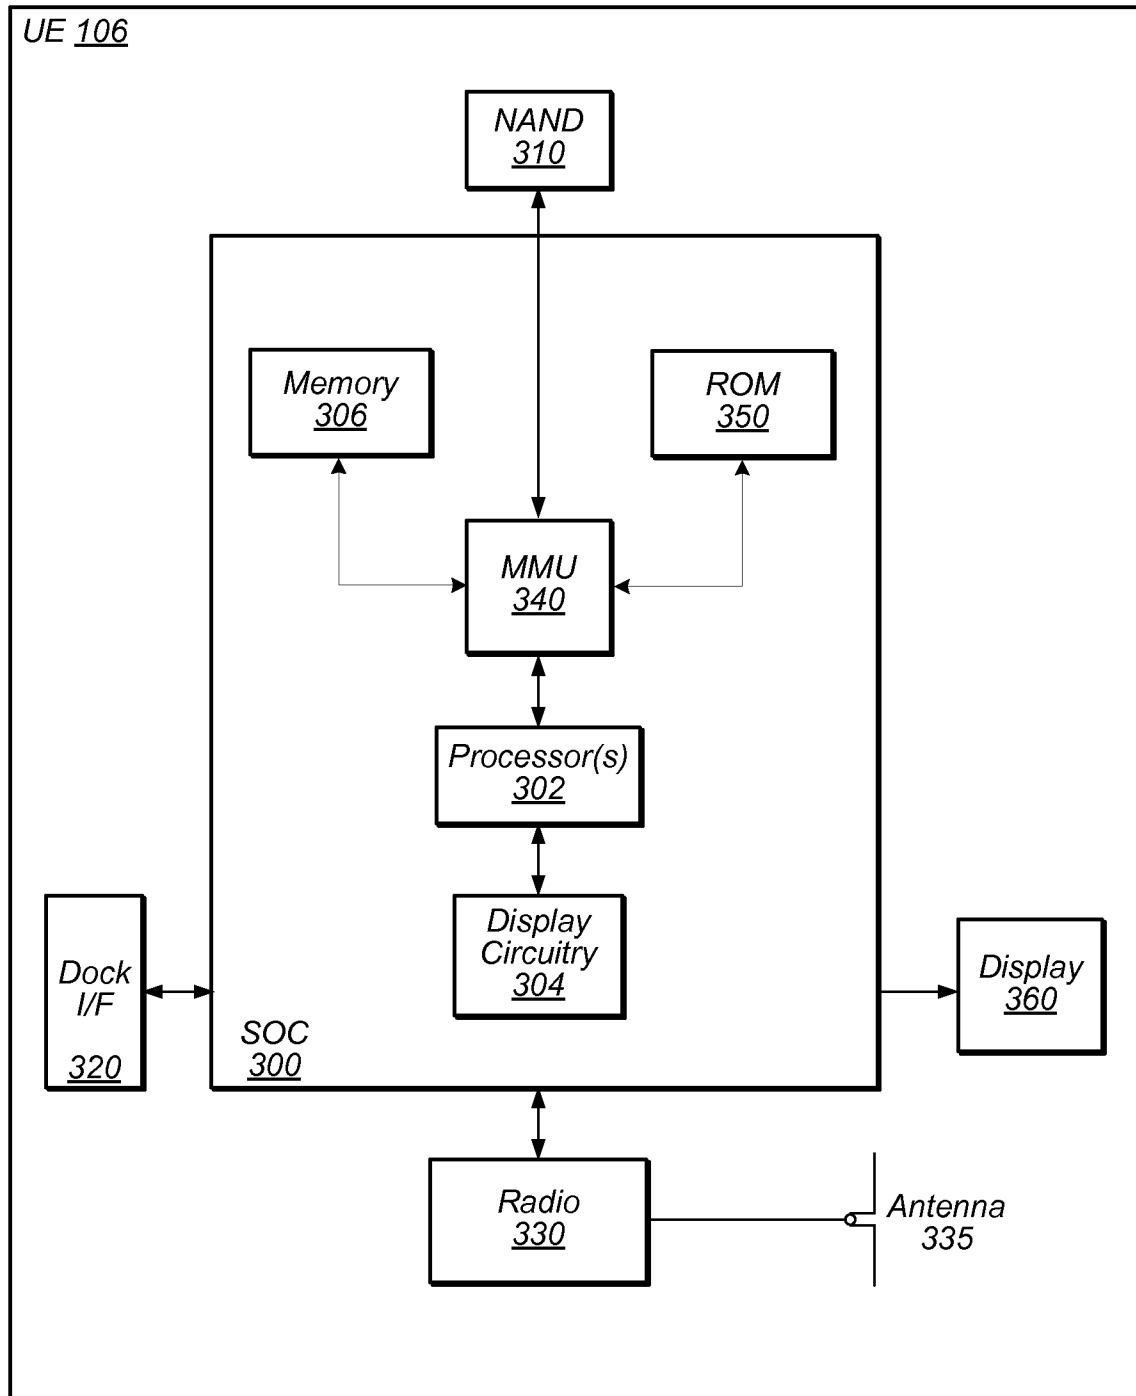 UE 106
NAND
310
Memory
306
ROM
350
MMU
340
Processor(s)
302
Display
Circuitry
304
Dock
I/F
320
SOC
300
Display
360
Radio
330
Antenna
335